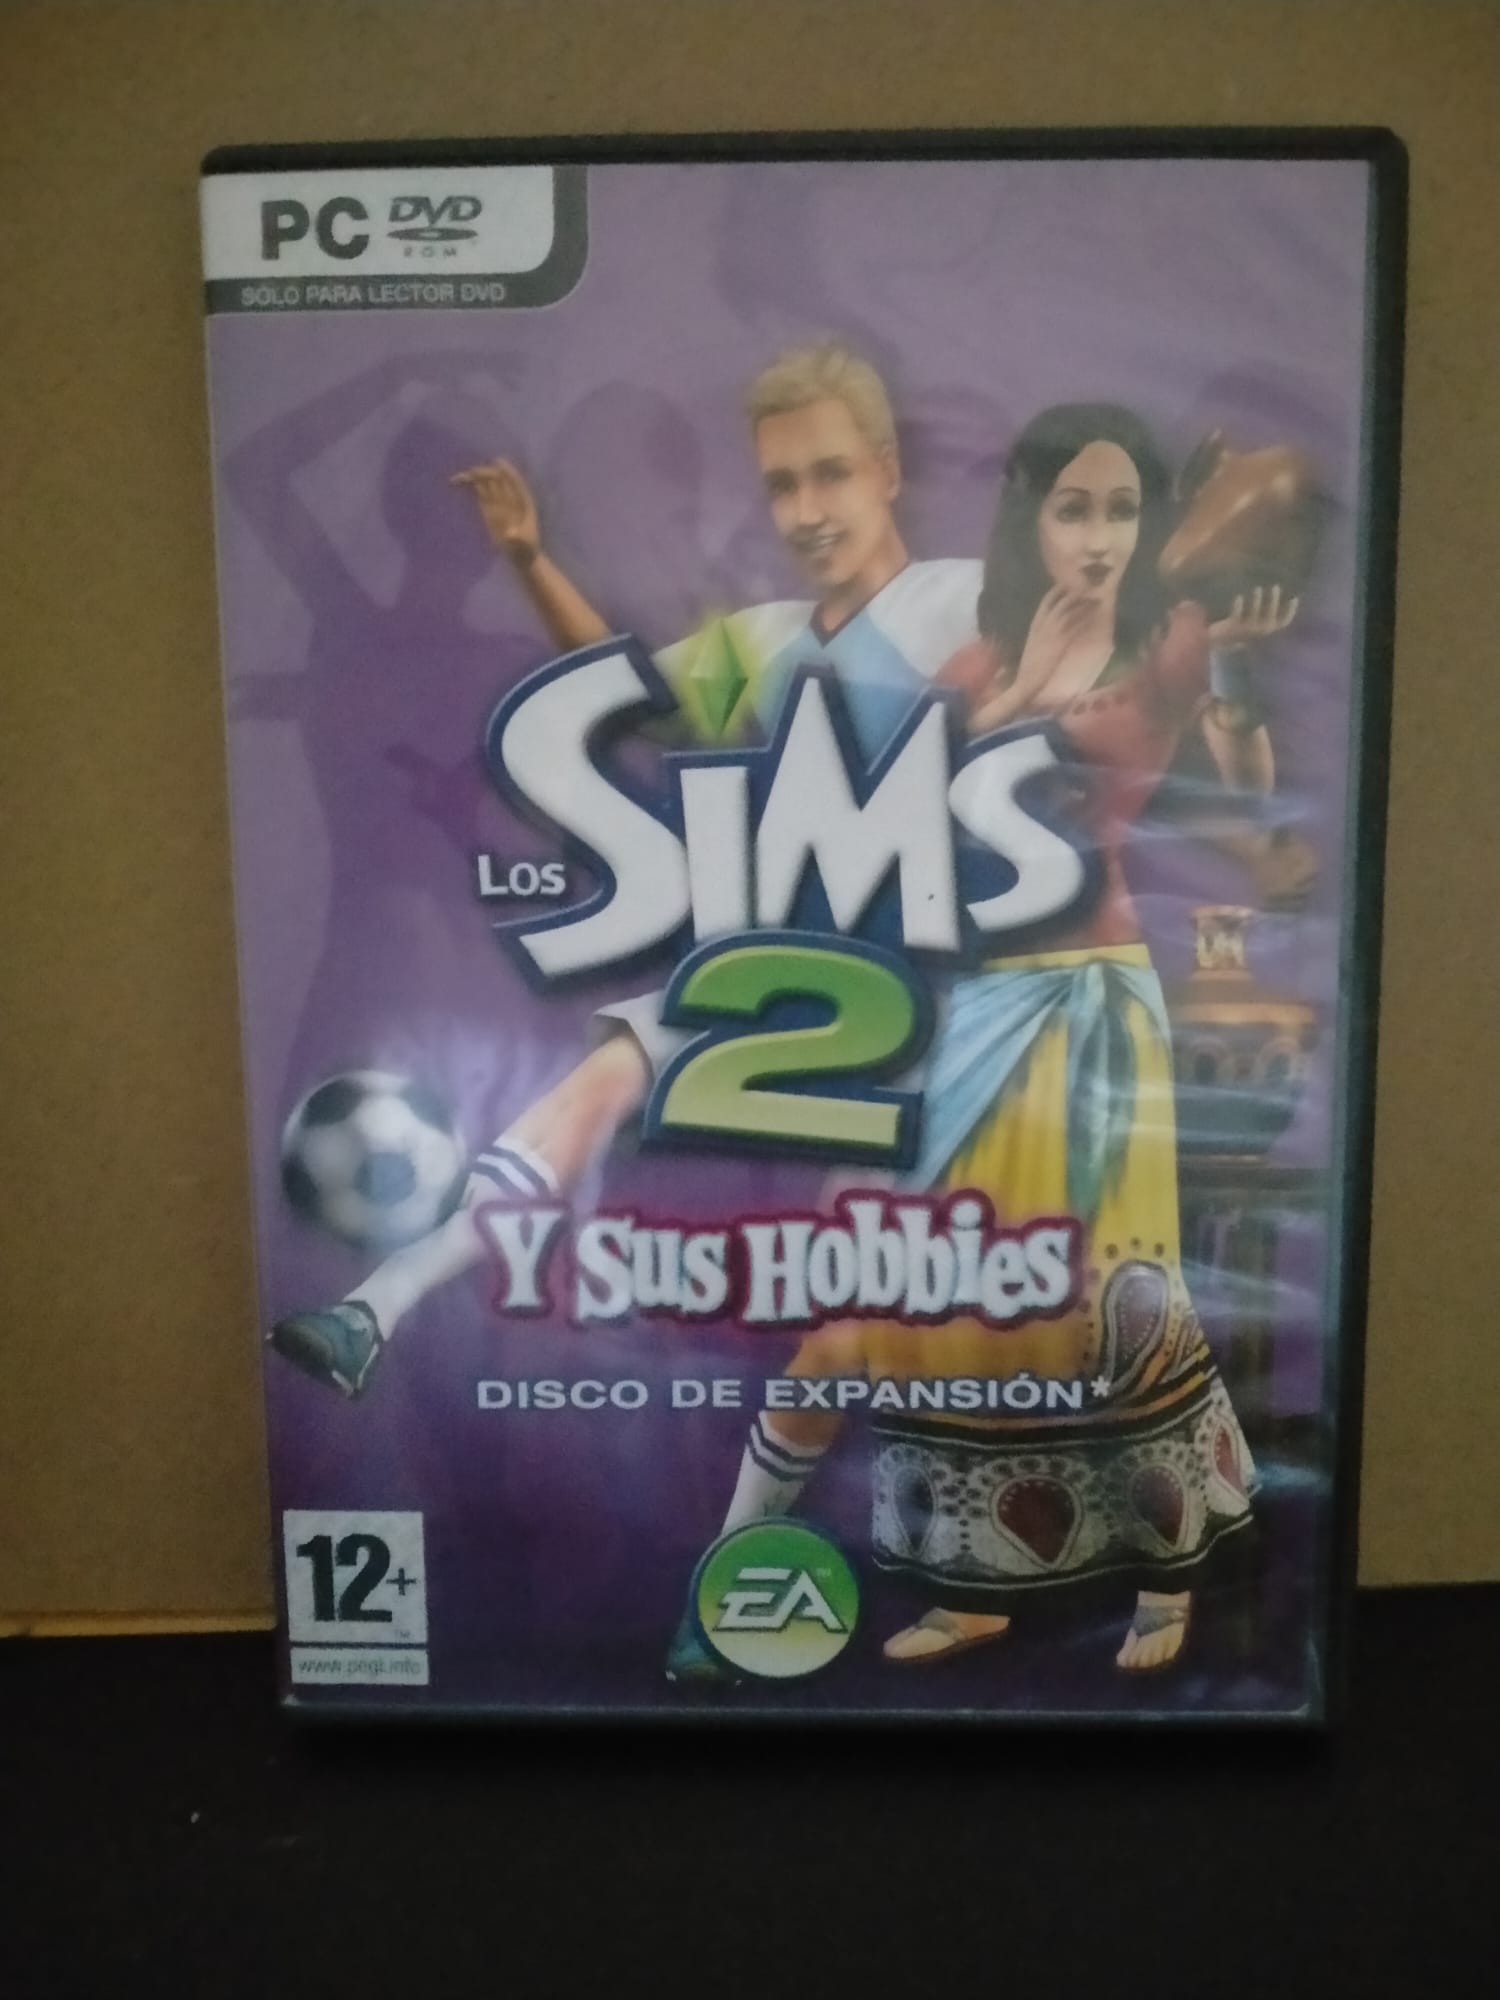 PC DVD
ROM
SÓLO PARA LECTOR DVD
Los SiMS
2
Y Sus Hobbies
DISCO DE EXPANSIÓN*
12+
www.pegi.info
EA